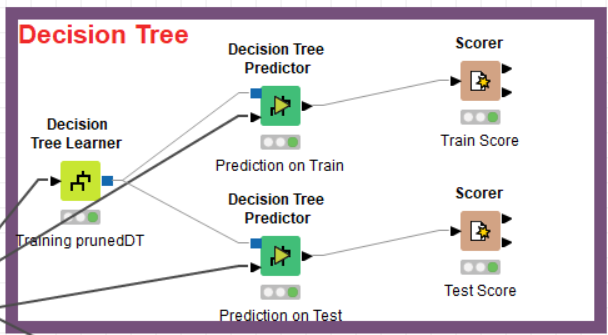 Decision Tree
Decision Tree
Predictor
Scorer
Prediction on Train
Train Score
Decision
Tree Learner
Training prunedDT
Decision Tree
Predictor
Scorer
Prediction on Test
Test Score